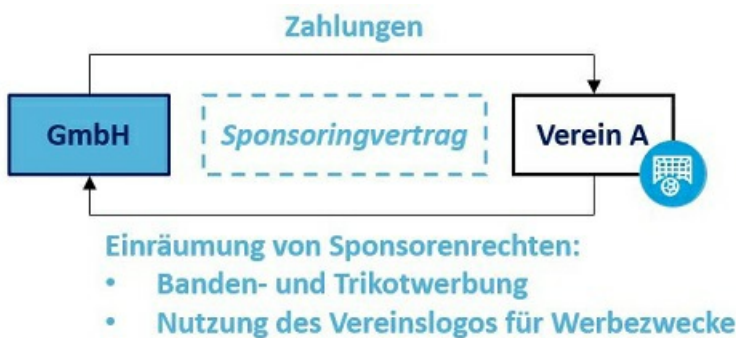 Zahlungen
GmbH
Sponsoringvertrag
Verein A
Einräumung von Sponsorenrechten:
• Banden- und Trikotwerbung
• Nutzung des Vereinslogos für Werbezwecke